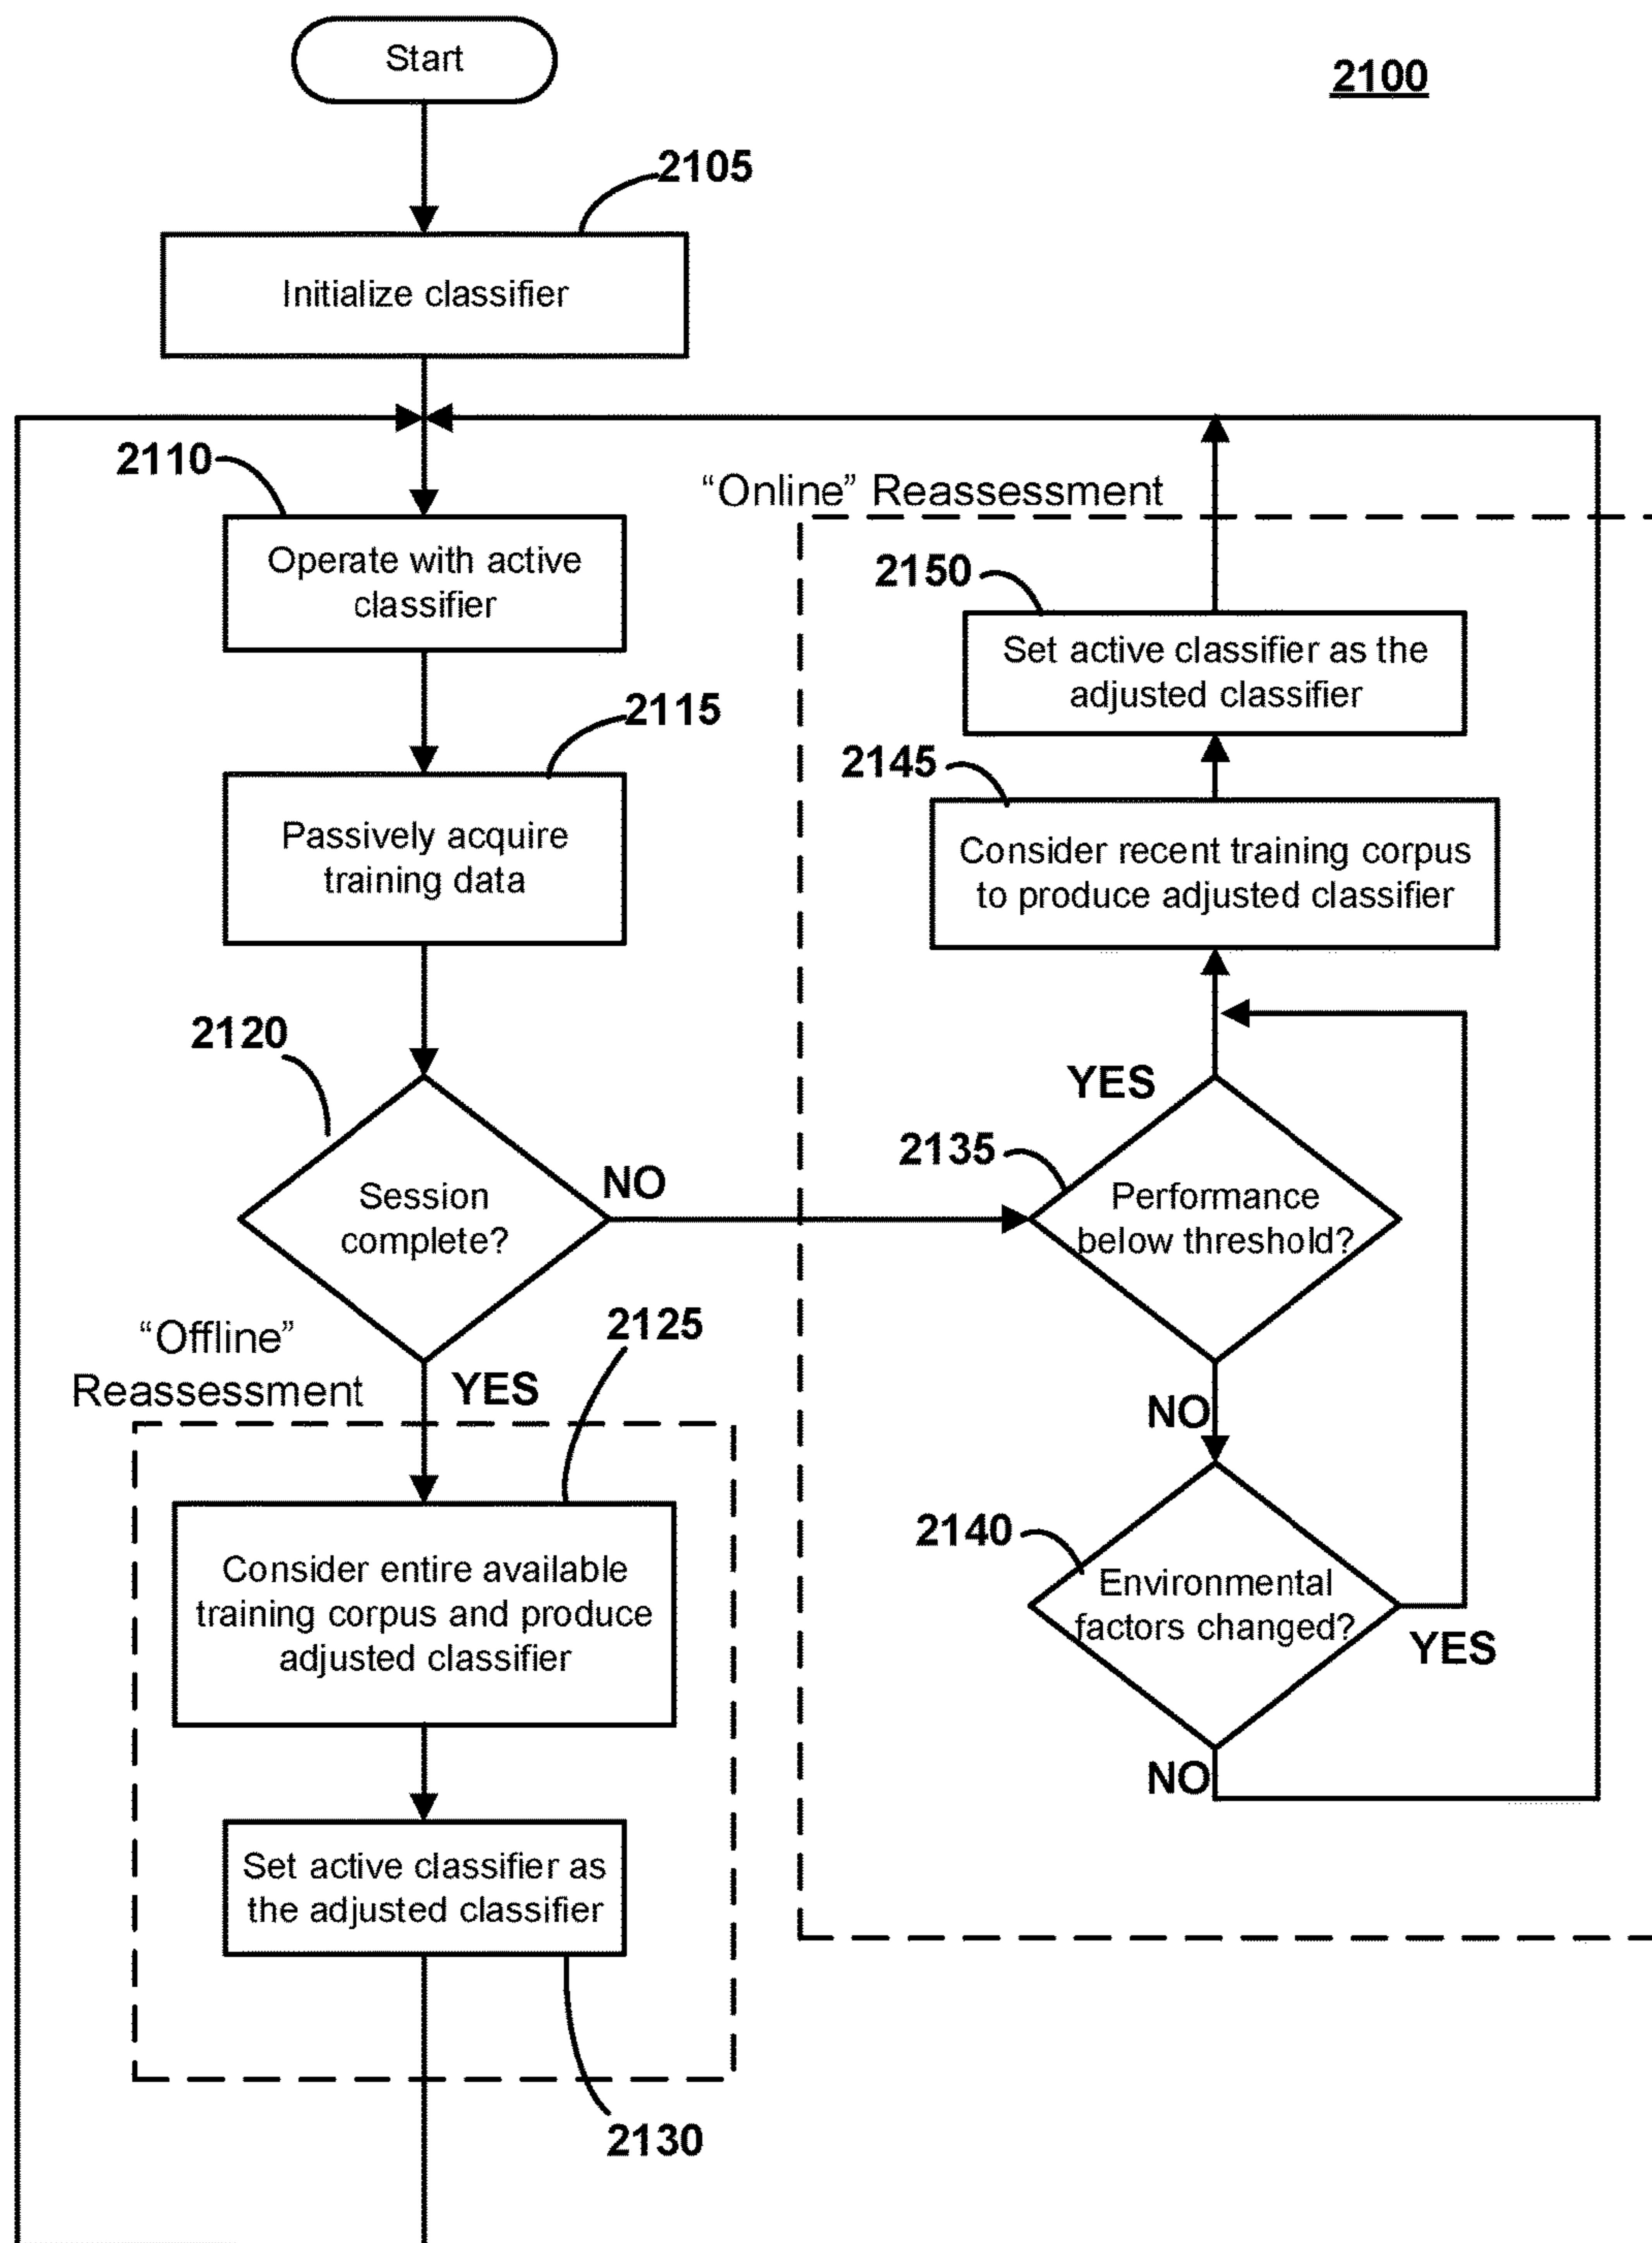 Start
2100
2105
Initialize classifier
2110
"Online" Reassessment
Operate with active
classifier
2150
Set active classifier as the
adjusted classifier
2115
2145
Passively acquire
training data
Consider recent training corpus
to produce adjusted classifier
2120
YES
2135
NO
Session
complete?
Performance
below threshold?
"Offline"
Reassessment
2125
YES
NO
2140
Consider entire available
training corpus and produce
adjusted classifier
Environmental
factors changed?
YES
NO
Set active classifier as
the adjusted classifier
2130